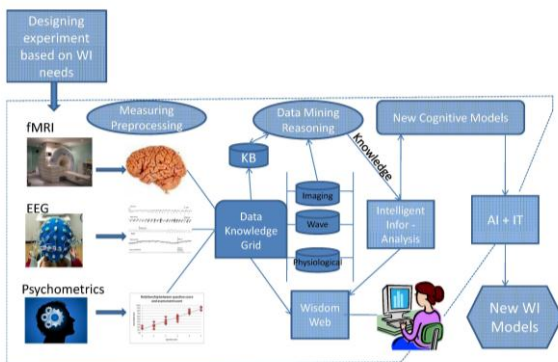 Designing
experiment
based on WI
needs
fMRI
Measuring
Preprocessing
Data Mining
Reasoning
New Cognitive Models
KB
Knowledge
Imaging
Wave
Physiological
EEG
Data
Knowledge
Grid
Intelligent
Infor -
Analysis
AI + IT
Psychometrics
Wisdom
Web
New WI
Models